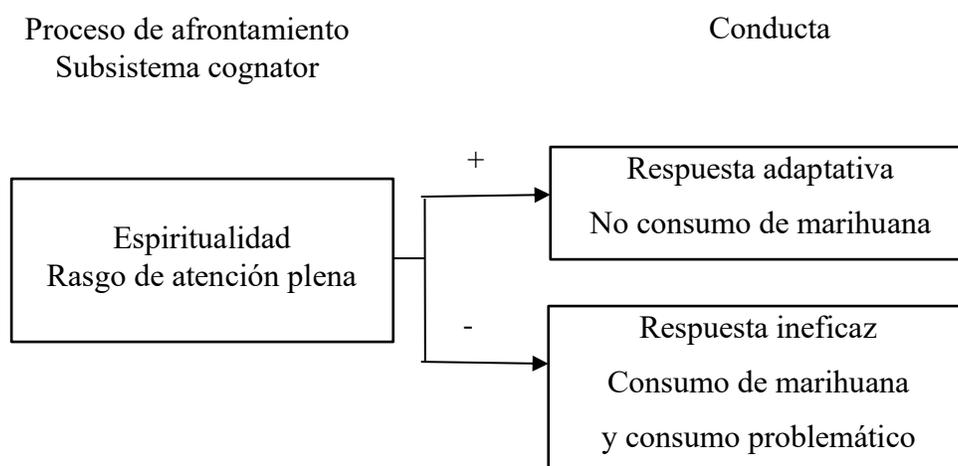 Proceso de afrontamiento
Subsistema cognator
Conducta
Espiritualidad
Rasgo de atención plena
+
-
Respuesta adaptativa
No consumo de marihuana
Respuesta ineficaz
Consumo de marihuana
y consumo problemático